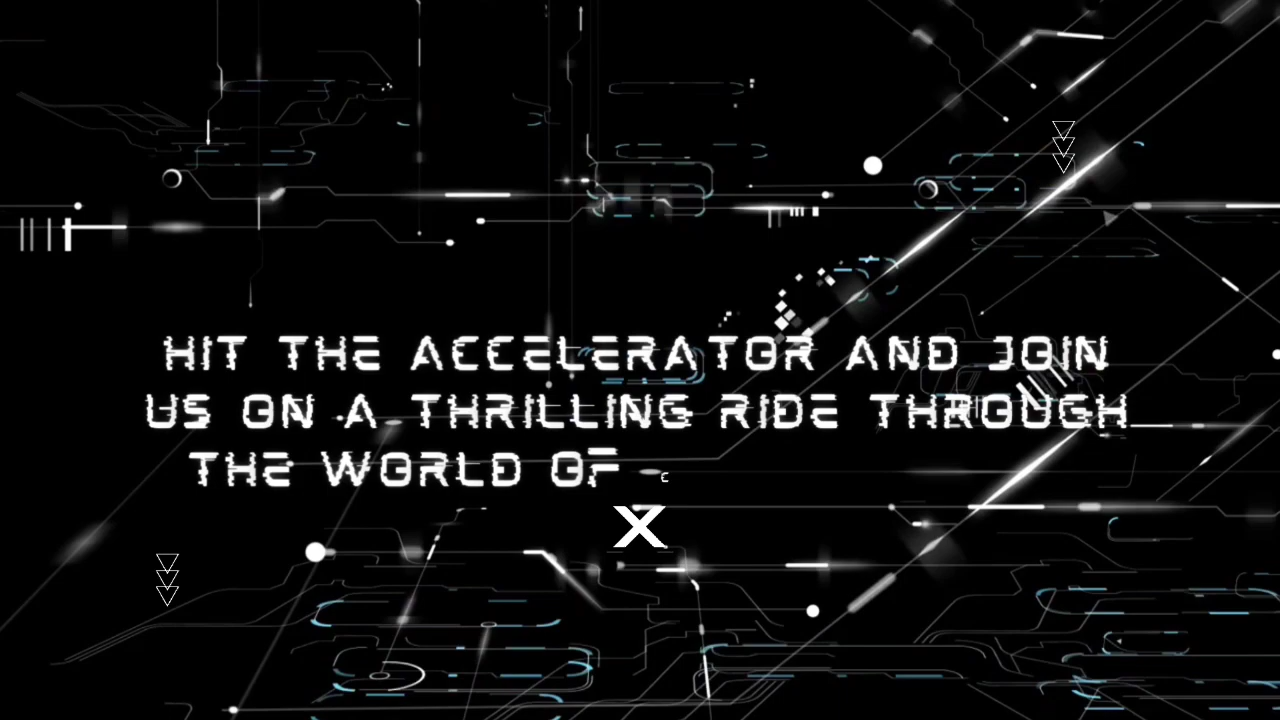 HIT THE ACCELERATOR AND JOIN
US ON A THRILLING RIDE THROUGH
THE WORLD OF
X